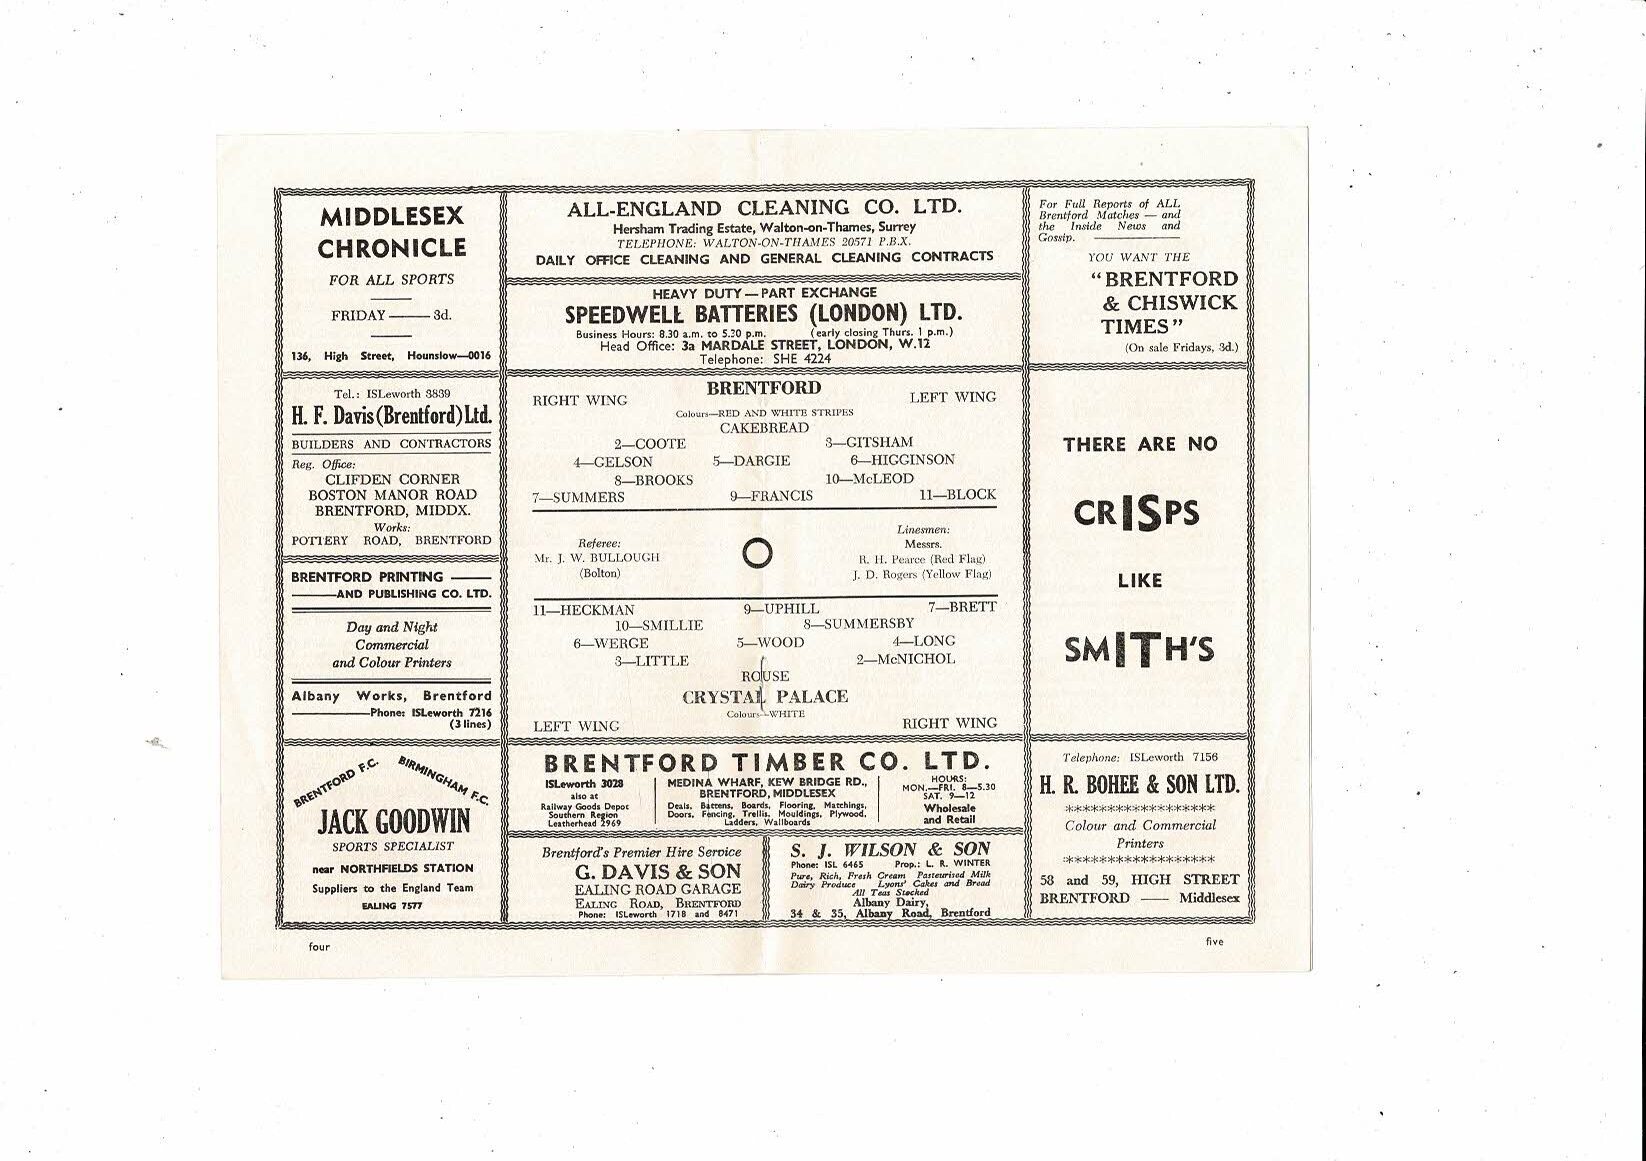 MIDDLESEX
CHRONICLE
FOR ALL SPORTS
FRIDAY —— 3d.
136, High Street, Hounslow—0016
Tel.: ISLeworth 3839
H. F. Davis (Brentford) Ltd.
BUILDERS AND CONTRACTORS
Reg. Office:
CLIFDEN CORNER
BOSTON MANOR ROAD
BRENTFORD, MIDDX.
Works:
POTTERY ROAD, BRENTFORD
BRENTFORD PRINTING ——
——AND PUBLISHING CO. LTD.
Day and Night
Commercial
and Colour Printers
Albany Works, Brentford
——Phone: ISLeworth 7216
(3 lines)
BRENTFORD F.C. BIRMINGHAM F.C.
JACK GOODWIN
SPORTS SPECIALIST
near NORTHFIELDS STATION
Suppliers to the England Team
EALING 7577
four
ALL-ENGLAND CLEANING CO. LTD.
Hersham Trading Estate, Walton-on-Thames, Surrey
TELEPHONE: WALTON-ON-THAMES 20571 P.B.X.
DAILY OFFICE CLEANING AND GENERAL CLEANING CONTRACTS
HEAVY DUTY — PART EXCHANGE
SPEEDWELL BATTERIES (LONDON) LTD.
Business Hours: 8.30 a.m. to 5.30 p.m. (early closing Thurs. 1 p.m.)
Head Office: 3a MARDALE STREET, LONDON, W.12
Telephone: SHE 4224
BRENTFORD
RIGHT WING LEFT WING
Colours—RED AND WHITE STRIPES
CAKEBREAD
2—COOTE 3—GITSHAM
4—GELSON 5—DARGIE 6—HIGGINSON
8—BROOKS 10—McLEOD
7—SUMMERS 9—FRANCIS 11—BLOCK
Referee:
Mr. J. W. BULLOUGH
(Bolton)
Linesmen:
Messrs.
R. H. Pearce (Red Flag)
J. D. Rogers (Yellow Flag)
11—HECKMAN 9—UPHILL 7—BRETT
10—SMILLIE 8—SUMMERSBY
6—WERGE 5—WOOD 4—LONG
3—LITTLE 2—McNICHOL
ROUSE
CRYSTAL PALACE
Colours—WHITE
LEFT WING RIGHT WING
BRENTFORD TIMBER CO. LTD.
ISLeworth 3028
also at
Railway Goods Depot
Southern Region
Leatherhead 2969
MEDINA WHARF, KEW BRIDGE RD.,
BRENTFORD, MIDDLESEX
Deals, Battens, Boards, Flooring, Matchings,
Doors, Fencing, Trellis, Mouldings, Plywood,
Ladders, Wallboards
HOURS:
MON.—FRI. 8—5.30
SAT. 9—12
Wholesale
and Retail
Brentford's Premier Hire Service
G. DAVIS & SON
EALING ROAD GARAGE
EALING ROAD, BRENTFORD
Phone: ISLeworth 1718 and 8471
S. J. WILSON & SON
Phone: ISL 6465 Prop.: L. R. WINTER
Pure, Rich, Fresh Cream Pasteurised Milk
Dairy Produce Lyons' Cakes and Bread
All Teas Stocked
Albany Dairy,
34 & 35, Albany Road, Brentford
For Full Reports of ALL
Brentford Matches — and
the Inside News and
Gossip.
YOU WANT THE
"BRENTFORD
& CHISWICK
TIMES"
(On sale Fridays, 3d.)
THERE ARE NO
CRISPS
LIKE
SMITH'S
Telephone: ISLeworth 7156
H. R. BOHEE & SON LTD.
******************
Colour and Commercial
Printers
******************
58 and 59, HIGH STREET
BRENTFORD —— Middlesex
five